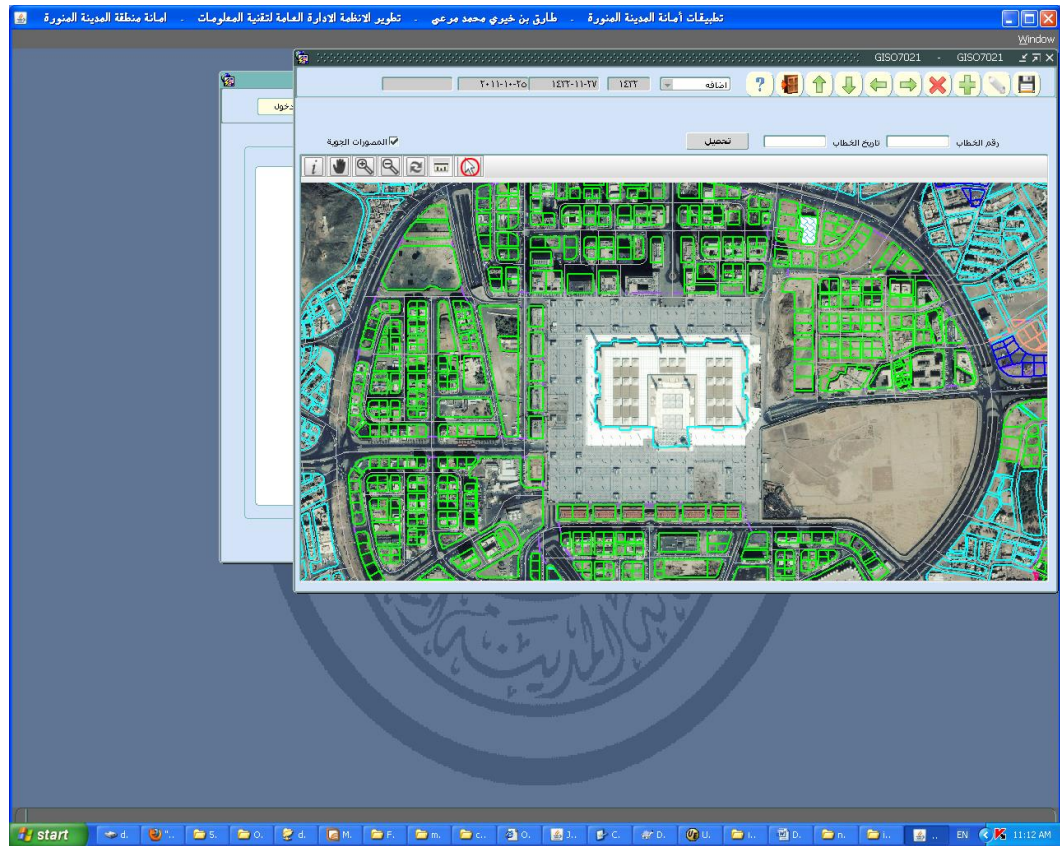 تطبيقات أمانة المدينة المنورة - طارق بن خيري محمد مرعي - تطوير الانظمة الادارة العامة لتقنية المعلومات - امانة منطقة المدينة المنورة
Window
GISO7021 - GISO7021
اضافه ١٤٣٢ ١٤٣٢-١١-٢٧ ٢٠١١-١٠-٢٥
دخول
رقم الخطاب تاريخ الخطاب تحميل المصورات الجوية
start d. ".. S. O. d. M. F. m. c.. O. J.. C. D. U. i.. D. n. i.. .. EN 11:12 AM